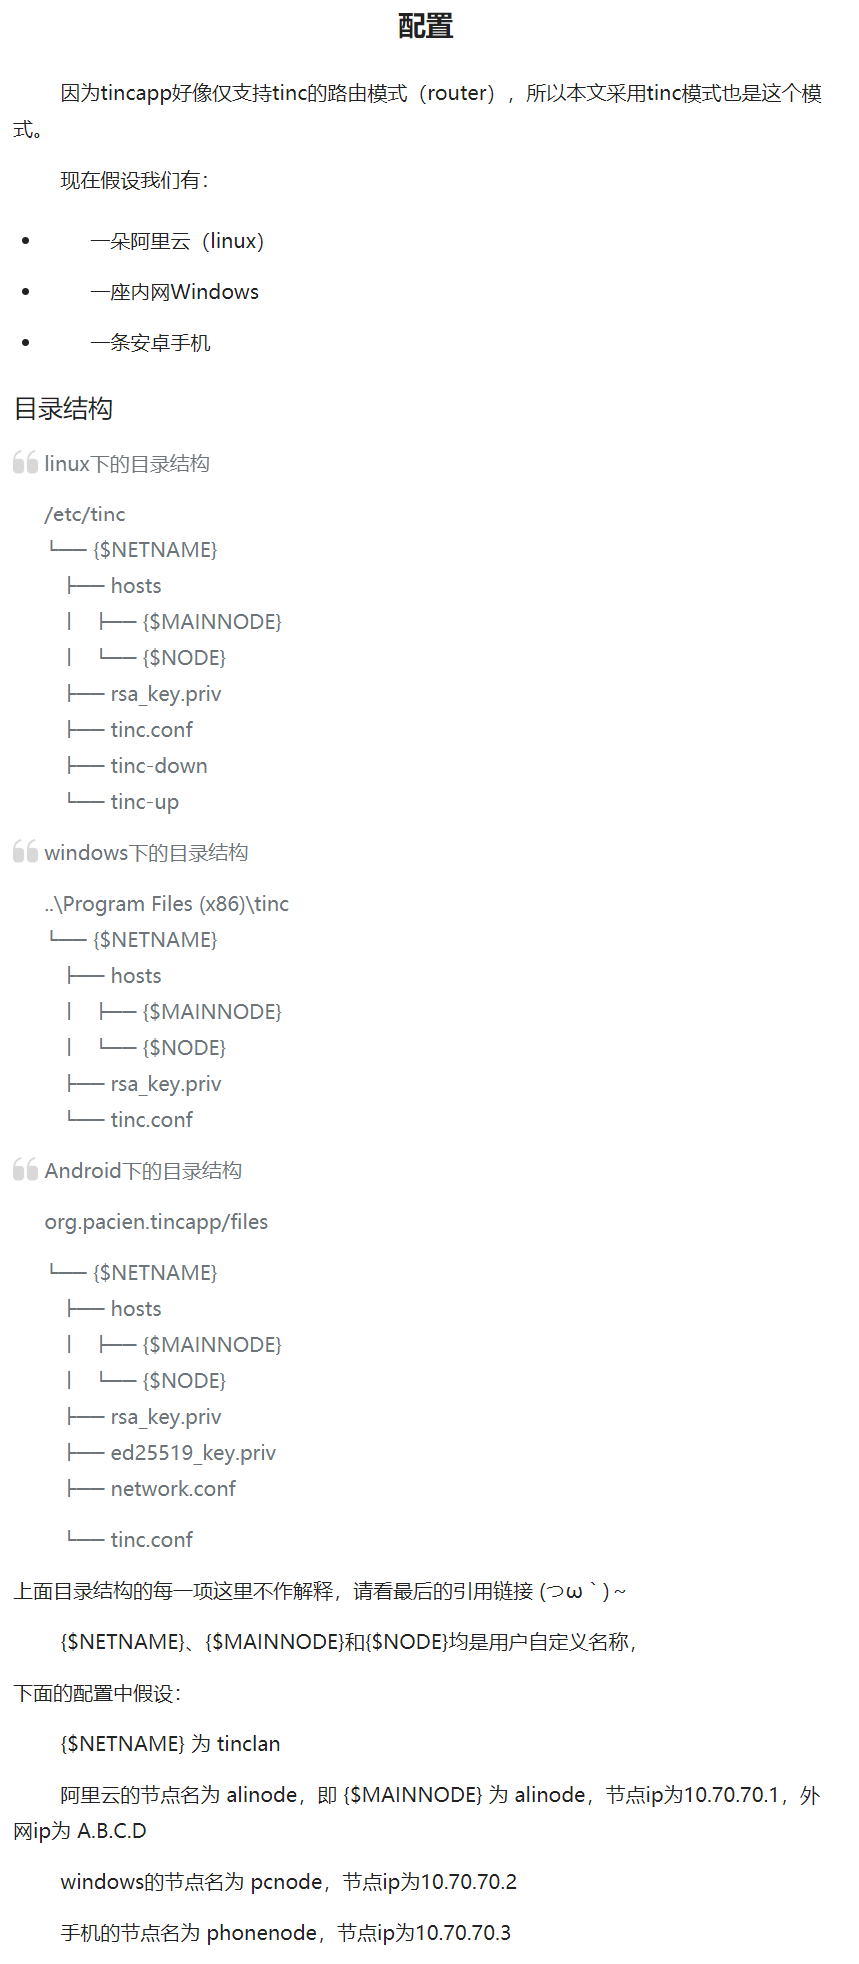 配置
因为tincapp好像仅支持tinc的路由模式（router），所以本文采用tinc模式也是这个模
式。
现在假设我们有：
• 一朵阿里云（linux）
• 一座内网Windows
• 一条安卓手机
目录结构
linux下的目录结构
/etc/tinc
└── {$NETNAME}
├── hosts
|  ├── {$MAINNODE}
|  └── {$NODE}
├── rsa_key.priv
├── tinc.conf
├── tinc-down
└── tinc-up
windows下的目录结构
..\Program Files (x86)\tinc
└── {$NETNAME}
├── hosts
|  ├── {$MAINNODE}
|  └── {$NODE}
├── rsa_key.priv
└── tinc.conf
Android下的目录结构
org.pacien.tincapp/files
└── {$NETNAME}
├── hosts
|  ├── {$MAINNODE}
|  └── {$NODE}
├── rsa_key.priv
├── ed25519_key.priv
├── network.conf
└── tinc.conf
上面目录结构的每一项这里不作解释，请看最后的引用链接 (つω｀)～
{$NETNAME}、{$MAINNODE}和{$NODE}均是用户自定义名称，
下面的配置中假设：
{$NETNAME} 为 tinclan
阿里云的节点名为 alinode，即 {$MAINNODE} 为 alinode，节点ip为10.70.70.1，外
网ip为 A.B.C.D
windows的节点名为 pcnode，节点ip为10.70.70.2
手机的节点名为 phonenode，节点ip为10.70.70.3